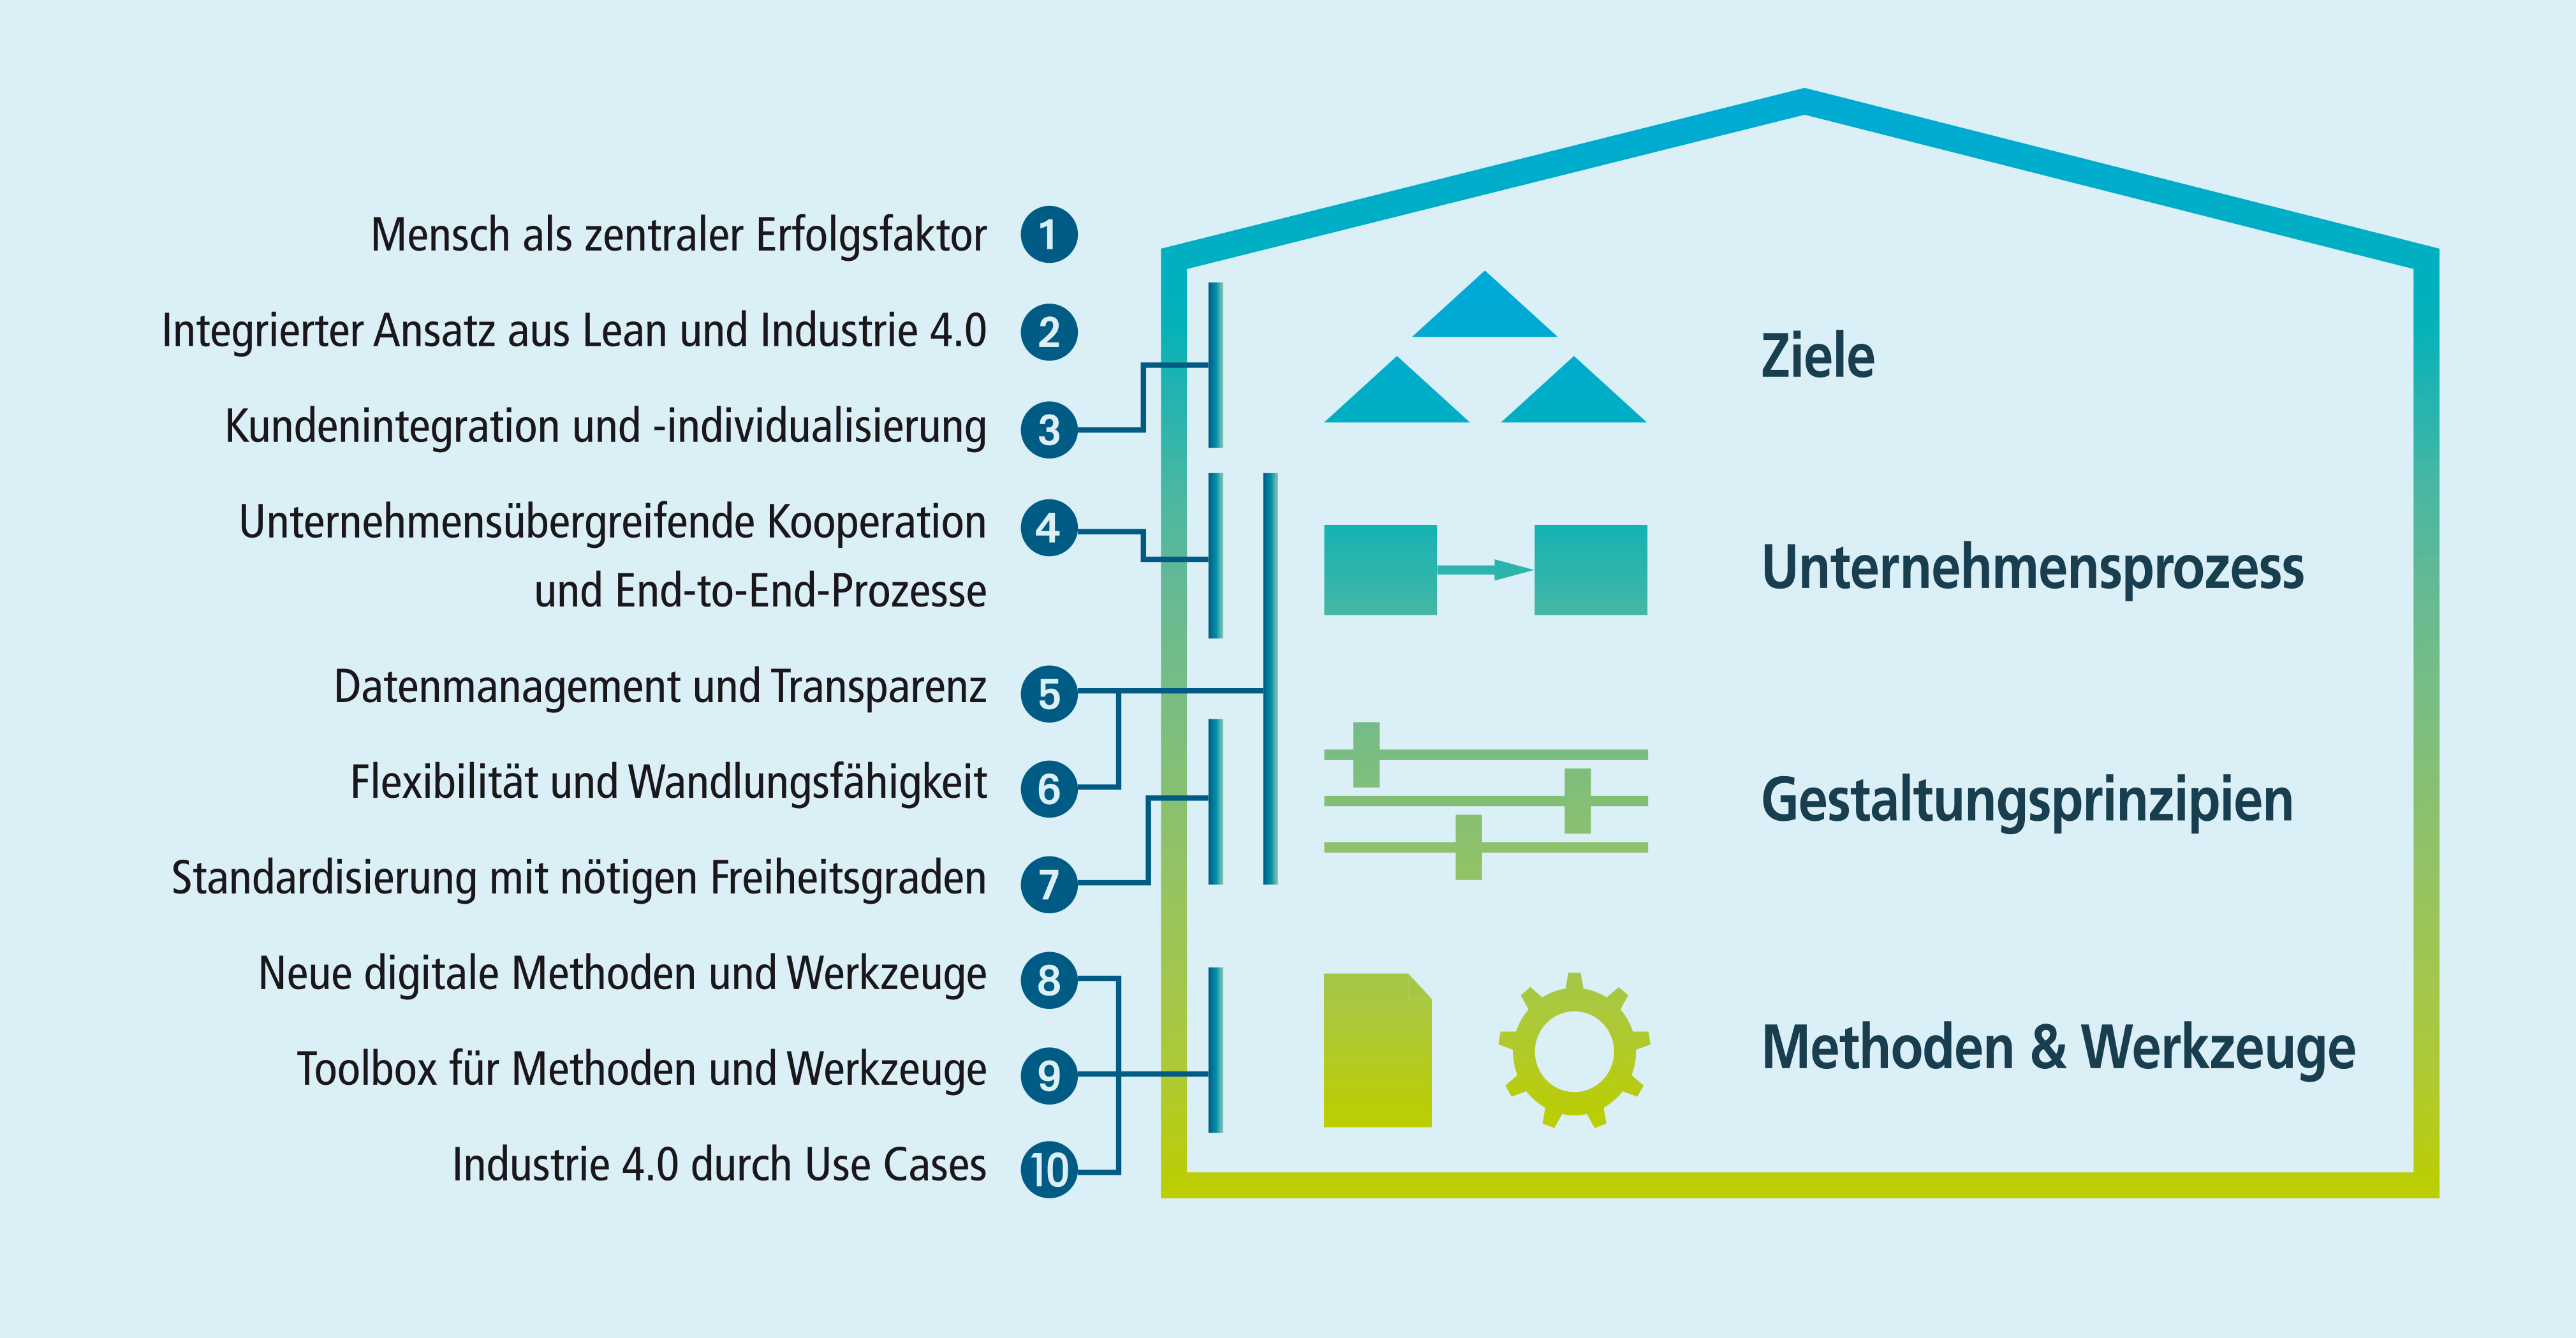 Mensch als zentraler Erfolgsfaktor 1
Integrierter Ansatz aus Lean und Industrie 4.0 2
Kundenintegration und -individualisierung 3
Unternehmensübergreifende Kooperation 4
und End-to-End-Prozesse
Datenmanagement und Transparenz 5
Flexibilität und Wandlungsfähigkeit 6
Standardisierung mit nötigen Freiheitsgraden 7
Neue digitale Methoden und Werkzeuge 8
Toolbox für Methoden und Werkzeuge 9
Industrie 4.0 durch Use Cases 10
Ziele
Unternehmensprozess
Gestaltungsprinzipien
Methoden & Werkzeuge